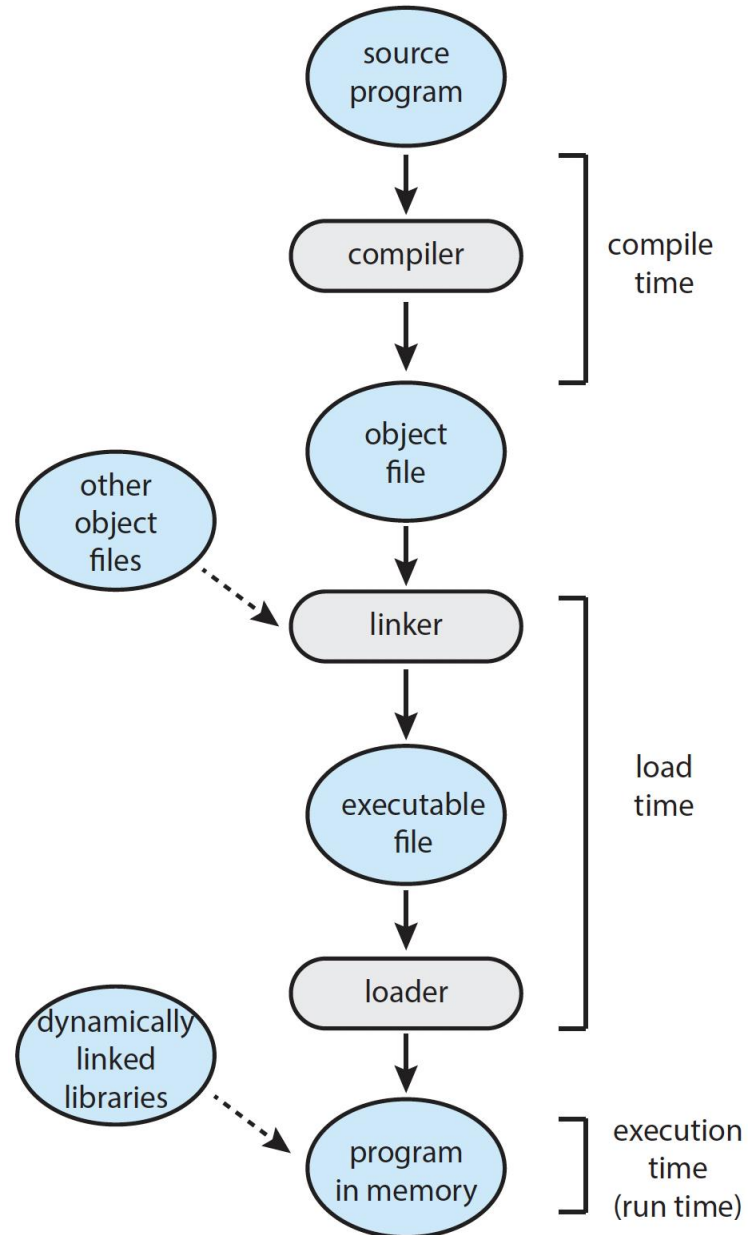 source
program
compiler
compile
time
object
file
other
object
files
linker
executable
file
load
time
loader
dynamically
linked
libraries
program
in memory
execution
time
(run time)